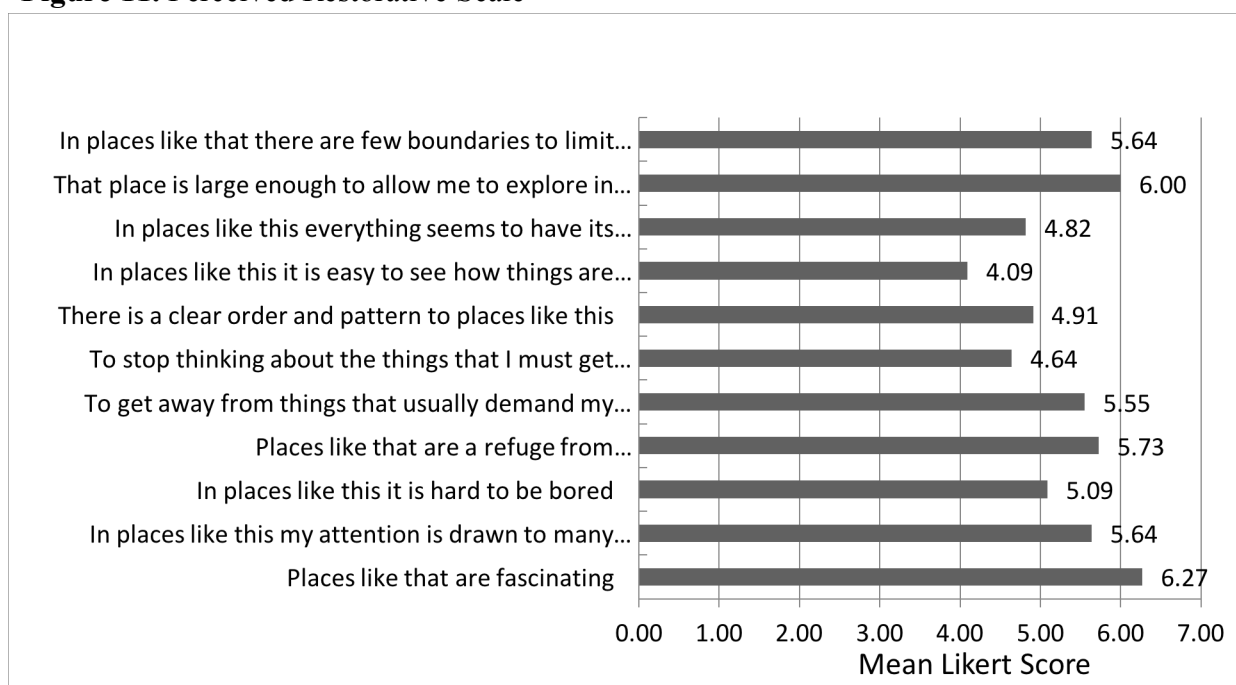 Figure 11. Perceived Restorative Scale
In places like that there are few boundaries to limit... 5.64
That place is large enough to allow me to explore in... 6.00
In places like this everything seems to have its... 4.82
In places like this it is easy to see how things are... 4.09
There is a clear order and pattern to places like this 4.91
To stop thinking about the things that I must get... 4.64
To get away from things that usually demand my... 5.55
Places like that are a refuge from... 5.73
In places like this it is hard to be bored 5.09
In places like this my attention is drawn to many... 5.64
Places like that are fascinating 6.27
0.00 1.00 2.00 3.00 4.00 5.00 6.00 7.00
Mean Likert Score